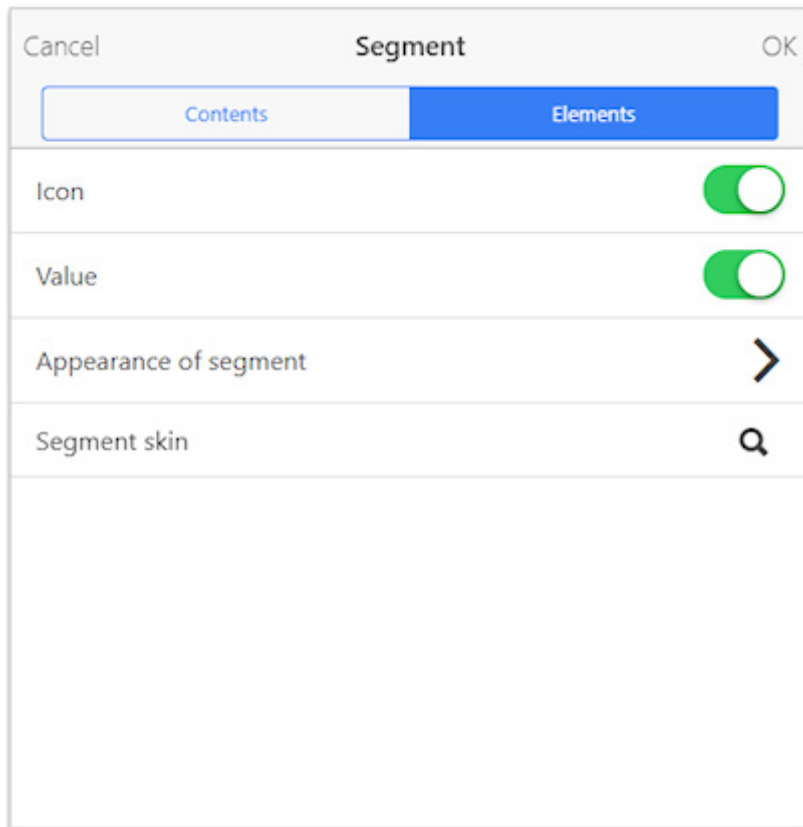 Cancel Segment OK
Contents Elements
Icon
Value
Appearance of segment
Segment skin